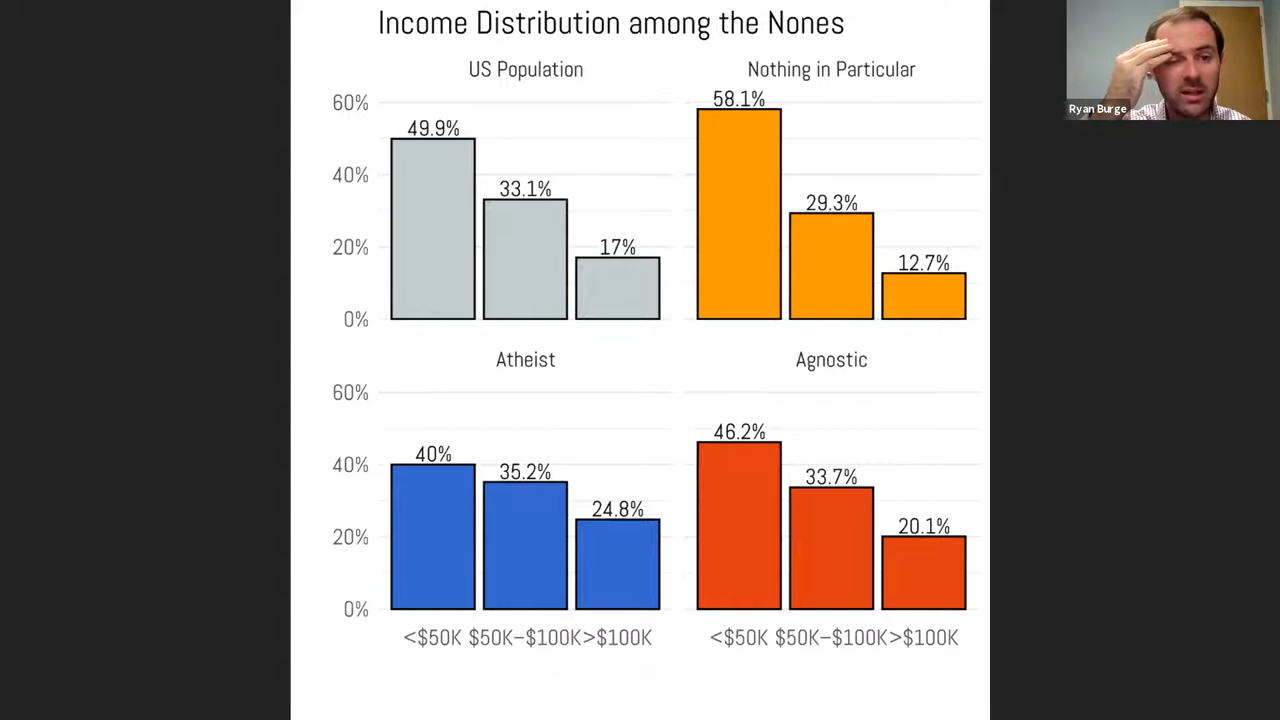 Income Distribution among the Nones
US Population
Nothing in Particular
60%
40%
20%
0%
49.9%
33.1%
17%
58.1%
29.3%
12.7%
Atheist
Agnostic
60%
40%
20%
0%
40%
35.2%
24.8%
46.2%
33.7%
20.1%
<$50K $50K–$100K >$100K
<$50K $50K–$100K >$100K
Ryan Burge